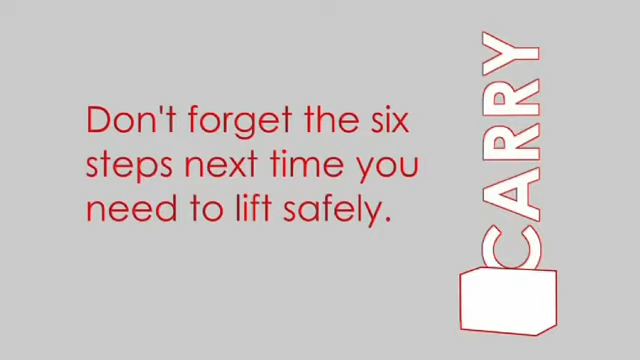 Don't forget the six
steps next time you
need to lift safely.
CARRY